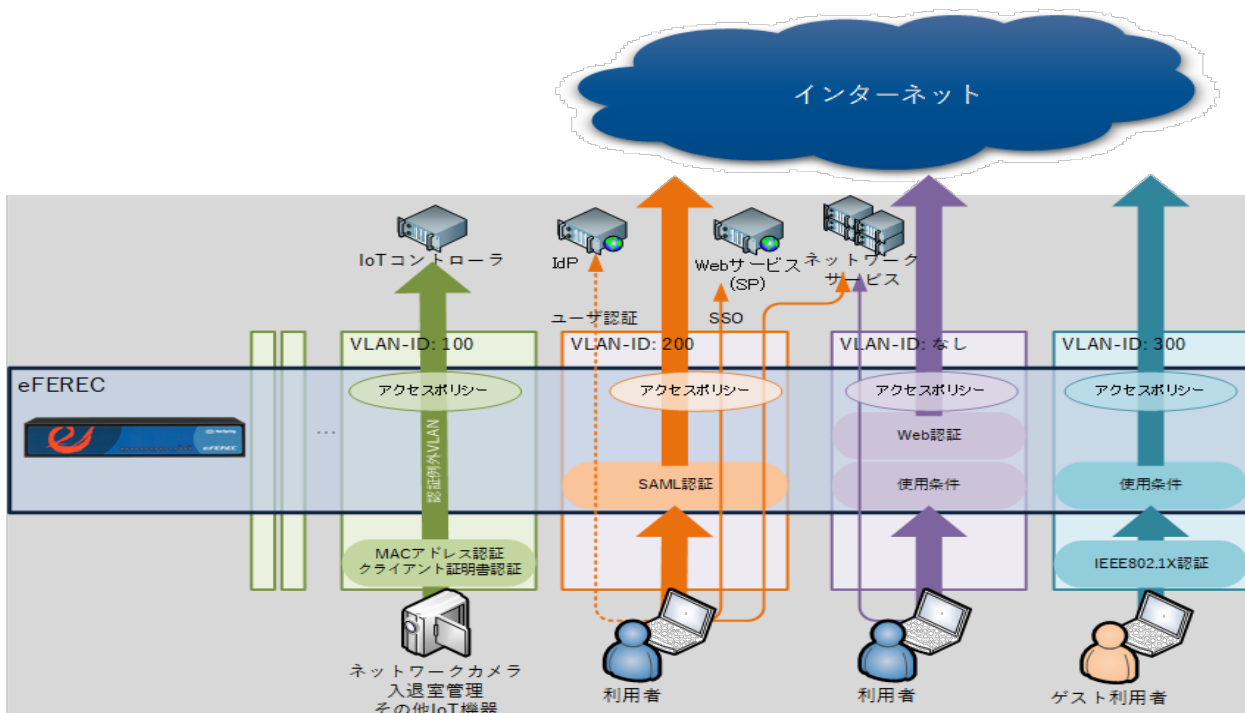 インターネット
IoTコントローラ
IdP
Webサービス
(SP)
ネットワーク
サービス
ユーザ認証
SSO
VLAN-ID: 100
VLAN-ID: 200
VLAN-ID: なし
VLAN-ID: 300
eFEREC
アクセスポリシー
アクセスポリシー
アクセスポリシー
アクセスポリシー
eFEREC
…
認証例外VLAN
Web認証
SAML認証
使用条件
使用条件
MACアドレス認証
クライアント証明書認証
IEEE802.1X認証
ネットワークカメラ
入退室管理
その他IoT機器
利用者
利用者
ゲスト利用者